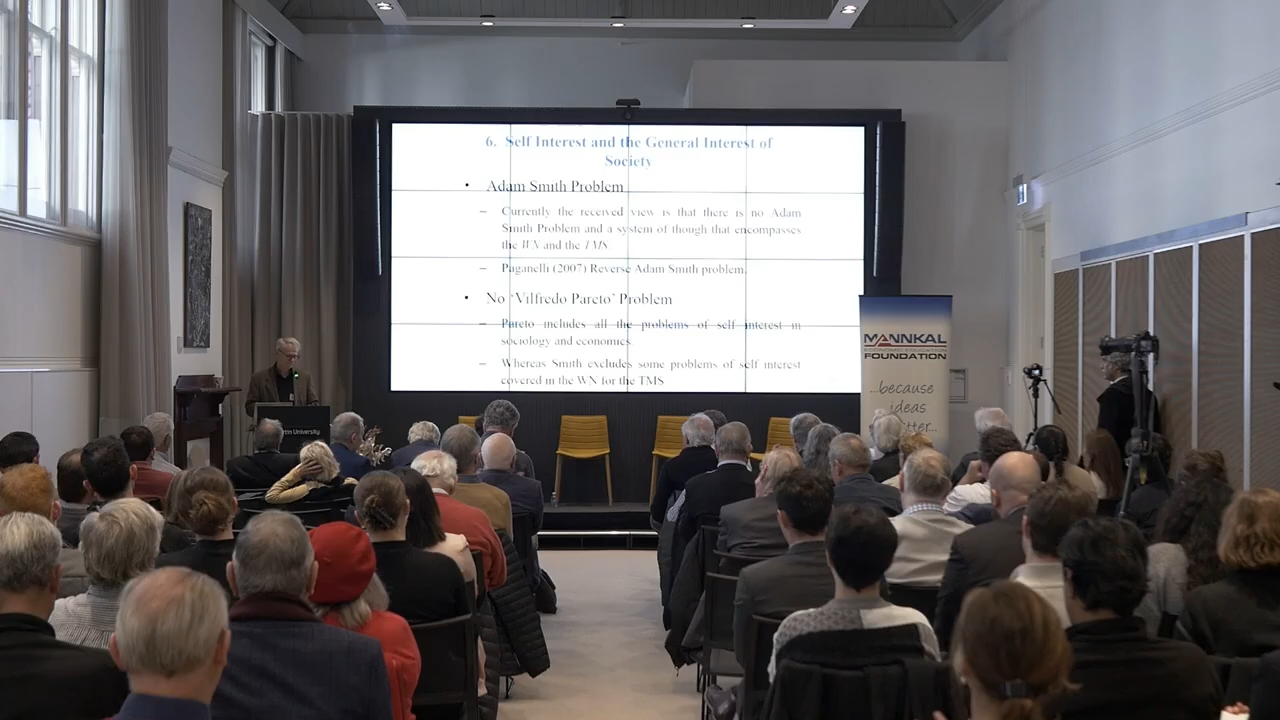 6. Self Interest and the General Interest of
Society
• Adam Smith Problem
– Currently the received view is that there is no Adam
Smith Problem and a system of though that encompasses
the WN and the TMS.
– Paganelli (2007) Reverse Adam Smith problem.
• No 'Vilfredo Pareto' Problem
– Pareto includes all the problems of self interest in
sociology and economics.
– Whereas Smith excludes some problems of self interest
covered in the WN for the TMS
MANNKAL
ECONOMIC EDUCATION
FOUNDATION
...because
ideas
University